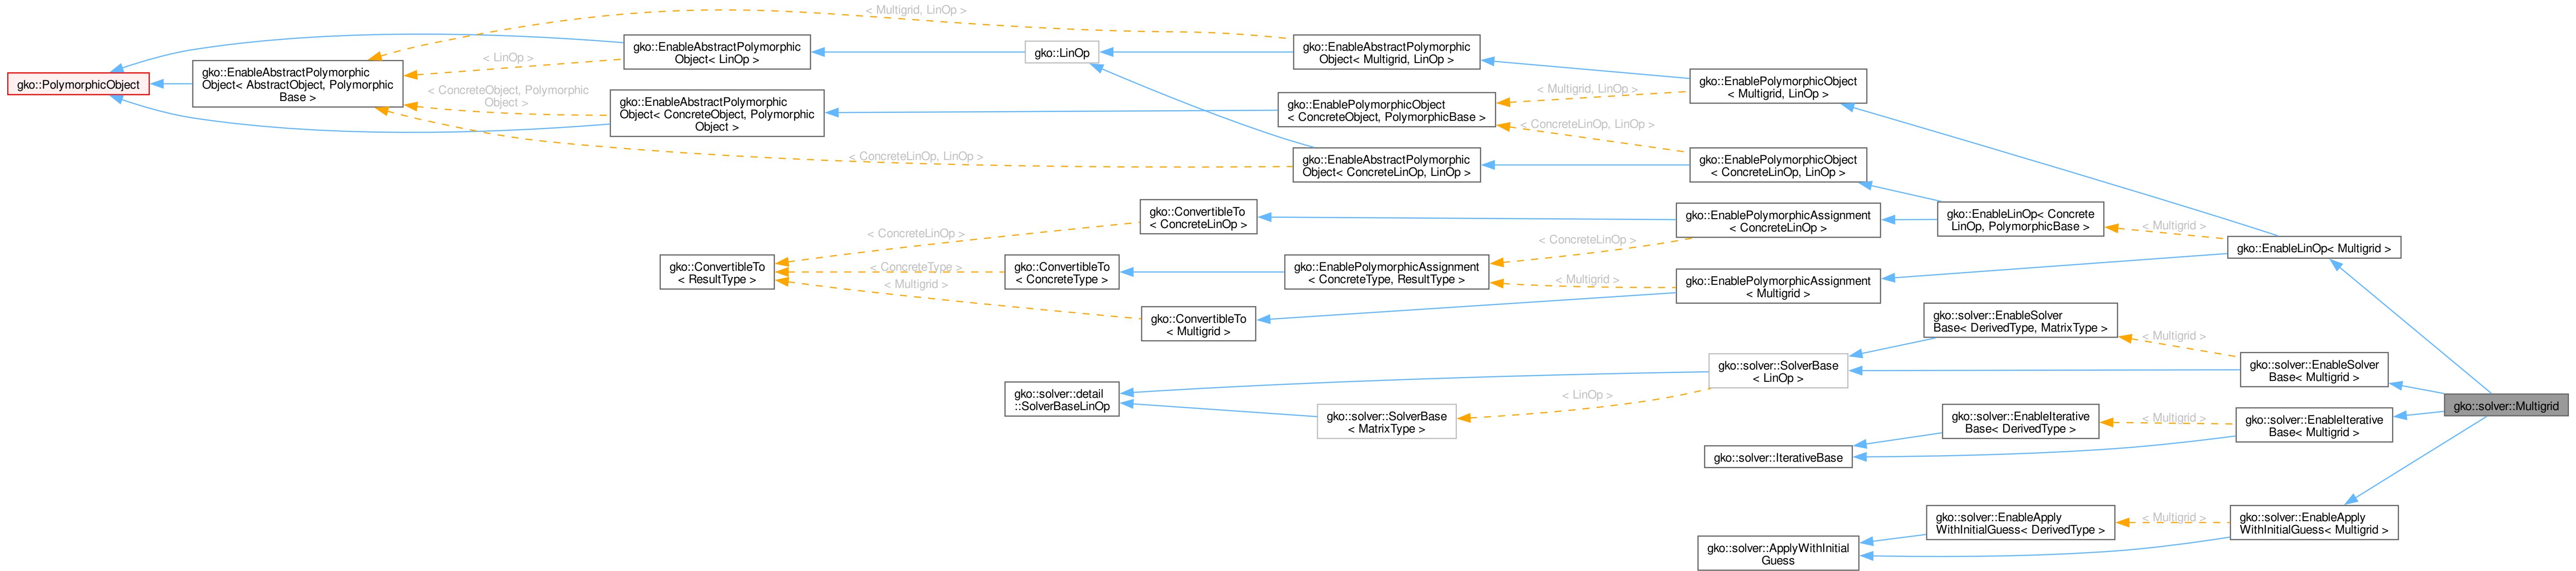 < Multigrid, LinOp >
gko::EnableAbstractPolymorphic
Object< LinOp >
gko::LinOp
gko::EnableAbstractPolymorphic
Object< Multigrid, LinOp >
< LinOp >
gko::PolymorphicObject
gko::EnableAbstractPolymorphic
Object< AbstractObject, Polymorphic
Base >
gko::EnablePolymorphicObject
< Multigrid, LinOp >
< ConcreteObject, Polymorphic
Object >
< Multigrid, LinOp >
gko::EnableAbstractPolymorphic
Object< ConcreteObject, Polymorphic
Object >
gko::EnablePolymorphicObject
< ConcreteObject, PolymorphicBase >
< ConcreteLinOp, LinOp >
< ConcreteLinOp, LinOp >
gko::EnableAbstractPolymorphic
Object< ConcreteLinOp, LinOp >
gko::EnablePolymorphicObject
< ConcreteLinOp, LinOp >
gko::ConvertibleTo
< ConcreteLinOp >
gko::EnablePolymorphicAssignment
< ConcreteLinOp >
gko::EnableLinOp< Concrete
LinOp, PolymorphicBase >
< Multigrid >
< ConcreteLinOp >
< ConcreteLinOp >
gko::EnableLinOp< Multigrid >
gko::ConvertibleTo
< ResultType >
< ConcreteType >
gko::ConvertibleTo
< ConcreteType >
gko::EnablePolymorphicAssignment
< ConcreteType, ResultType >
< Multigrid >
gko::EnablePolymorphicAssignment
< Multigrid >
< Multigrid >
gko::ConvertibleTo
< Multigrid >
gko::solver::EnableSolver
Base< DerivedType, MatrixType >
< Multigrid >
gko::solver::SolverBase
< LinOp >
gko::solver::EnableSolver
Base< Multigrid >
gko::solver::detail
::SolverBaseLinOp
< LinOp >
gko::solver::SolverBase
< MatrixType >
gko::solver::Multigrid
gko::solver::EnableIterative
Base< DerivedType >
< Multigrid >
gko::solver::EnableIterative
Base< Multigrid >
gko::solver::IterativeBase
gko::solver::EnableApply
WithInitialGuess< DerivedType >
< Multigrid >
gko::solver::EnableApply
WithInitialGuess< Multigrid >
gko::solver::ApplyWithInitial
Guess